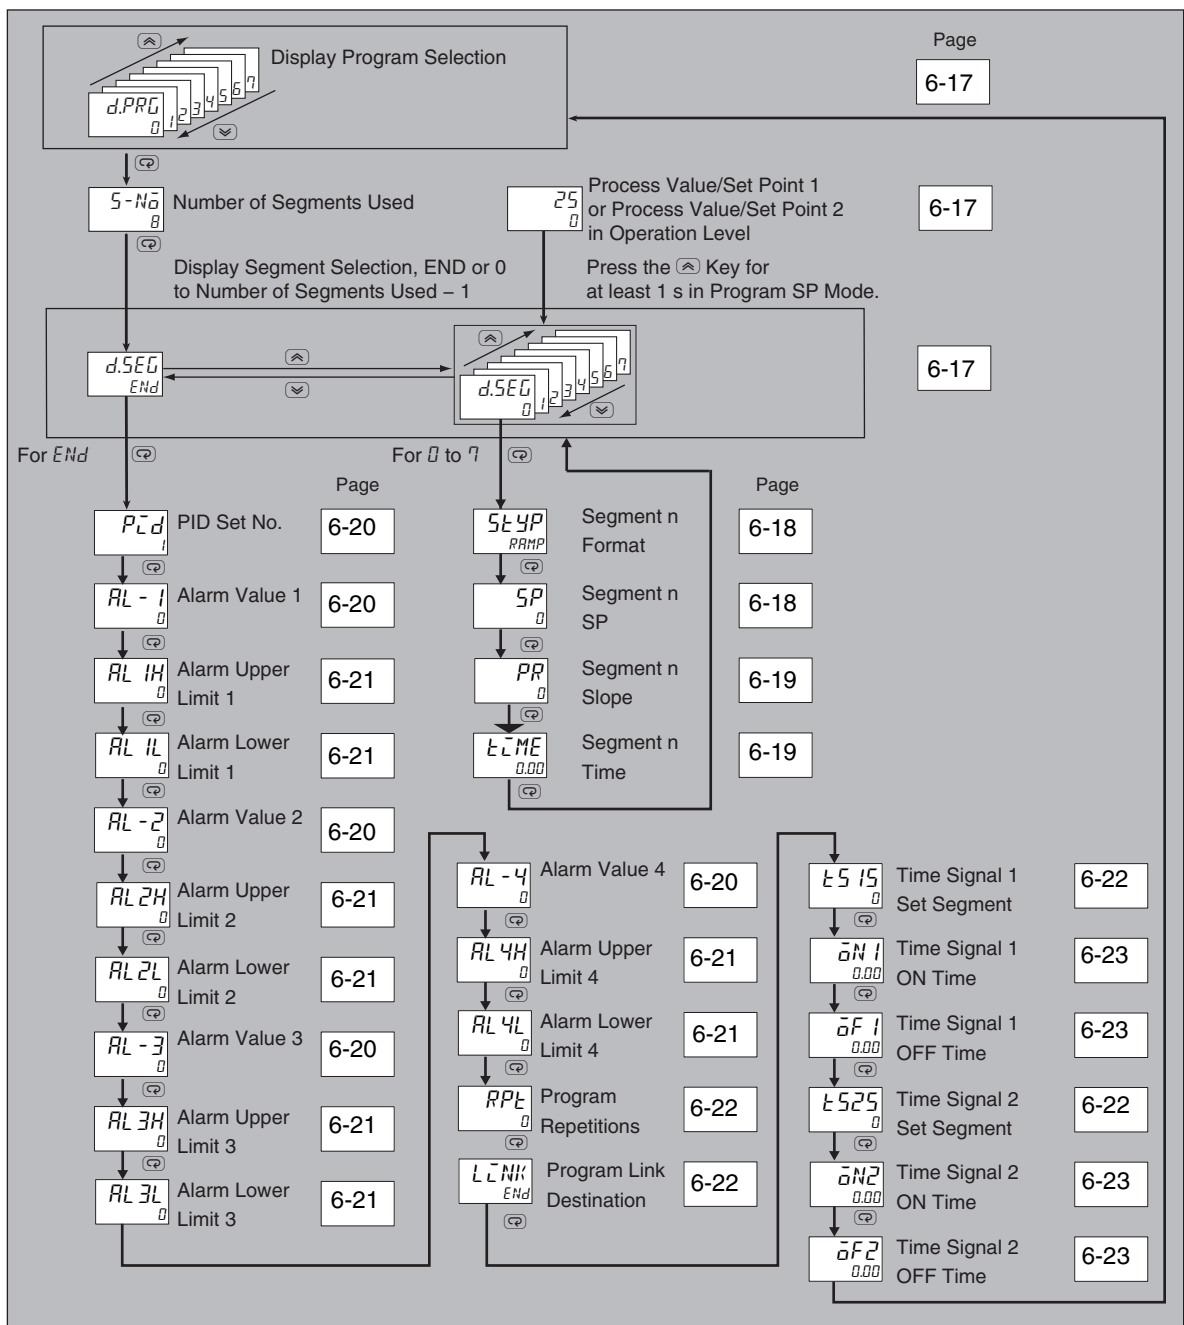 Display Program Selection
Page
6-17
d.PRG
0 1 2 3 4 5 6 7
S-No
8
Number of Segments Used
25
0
Process Value/Set Point 1
or Process Value/Set Point 2
in Operation Level
6-17
Display Segment Selection, END or 0
to Number of Segments Used – 1
Press the Key for
at least 1 s in Program SP Mode.
d.SEG
ENd
d.SEG
0 1 2 3 4 5 6 7
6-17
For ENd
For 0 to 7
Page
Page
Pid
1
PID Set No.
6-20
StYP
RAMP
Segment n
Format
6-18
AL-1
0
Alarm Value 1
6-20
SP
0
Segment n
SP
6-18
AL1H
0
Alarm Upper
Limit 1
6-21
PR
0
Segment n
Slope
6-19
AL1L
0
Alarm Lower
Limit 1
6-21
tiME
0.00
Segment n
Time
6-19
AL-2
0
Alarm Value 2
6-20
AL2H
0
Alarm Upper
Limit 2
6-21
AL2L
0
Alarm Lower
Limit 2
6-21
AL-3
0
Alarm Value 3
6-20
AL3H
0
Alarm Upper
Limit 3
6-21
AL3L
0
Alarm Lower
Limit 3
6-21
AL-4
0
Alarm Value 4
6-20
AL4H
0
Alarm Upper
Limit 4
6-21
AL4L
0
Alarm Lower
Limit 4
6-21
RPt
0
Program
Repetitions
6-22
LiNK
ENd
Program Link
Destination
6-22
tS1S
0
Time Signal 1
Set Segment
6-22
oN1
0.00
Time Signal 1
ON Time
6-23
oF1
0.00
Time Signal 1
OFF Time
6-23
tS2S
0
Time Signal 2
Set Segment
6-22
oN2
0.00
Time Signal 2
ON Time
6-23
oF2
0.00
Time Signal 2
OFF Time
6-23